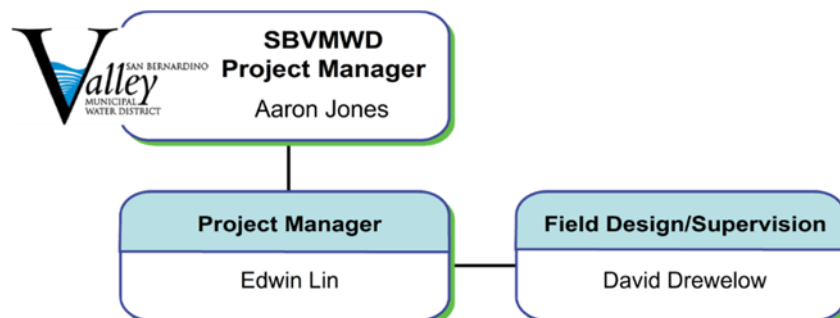 SAN BERNARDINO
Valley
MUNICIPAL
WATER DISTRICT
SBVMWD
Project Manager
Aaron Jones
Project Manager
Edwin Lin
Field Design/Supervision
David Drewelow